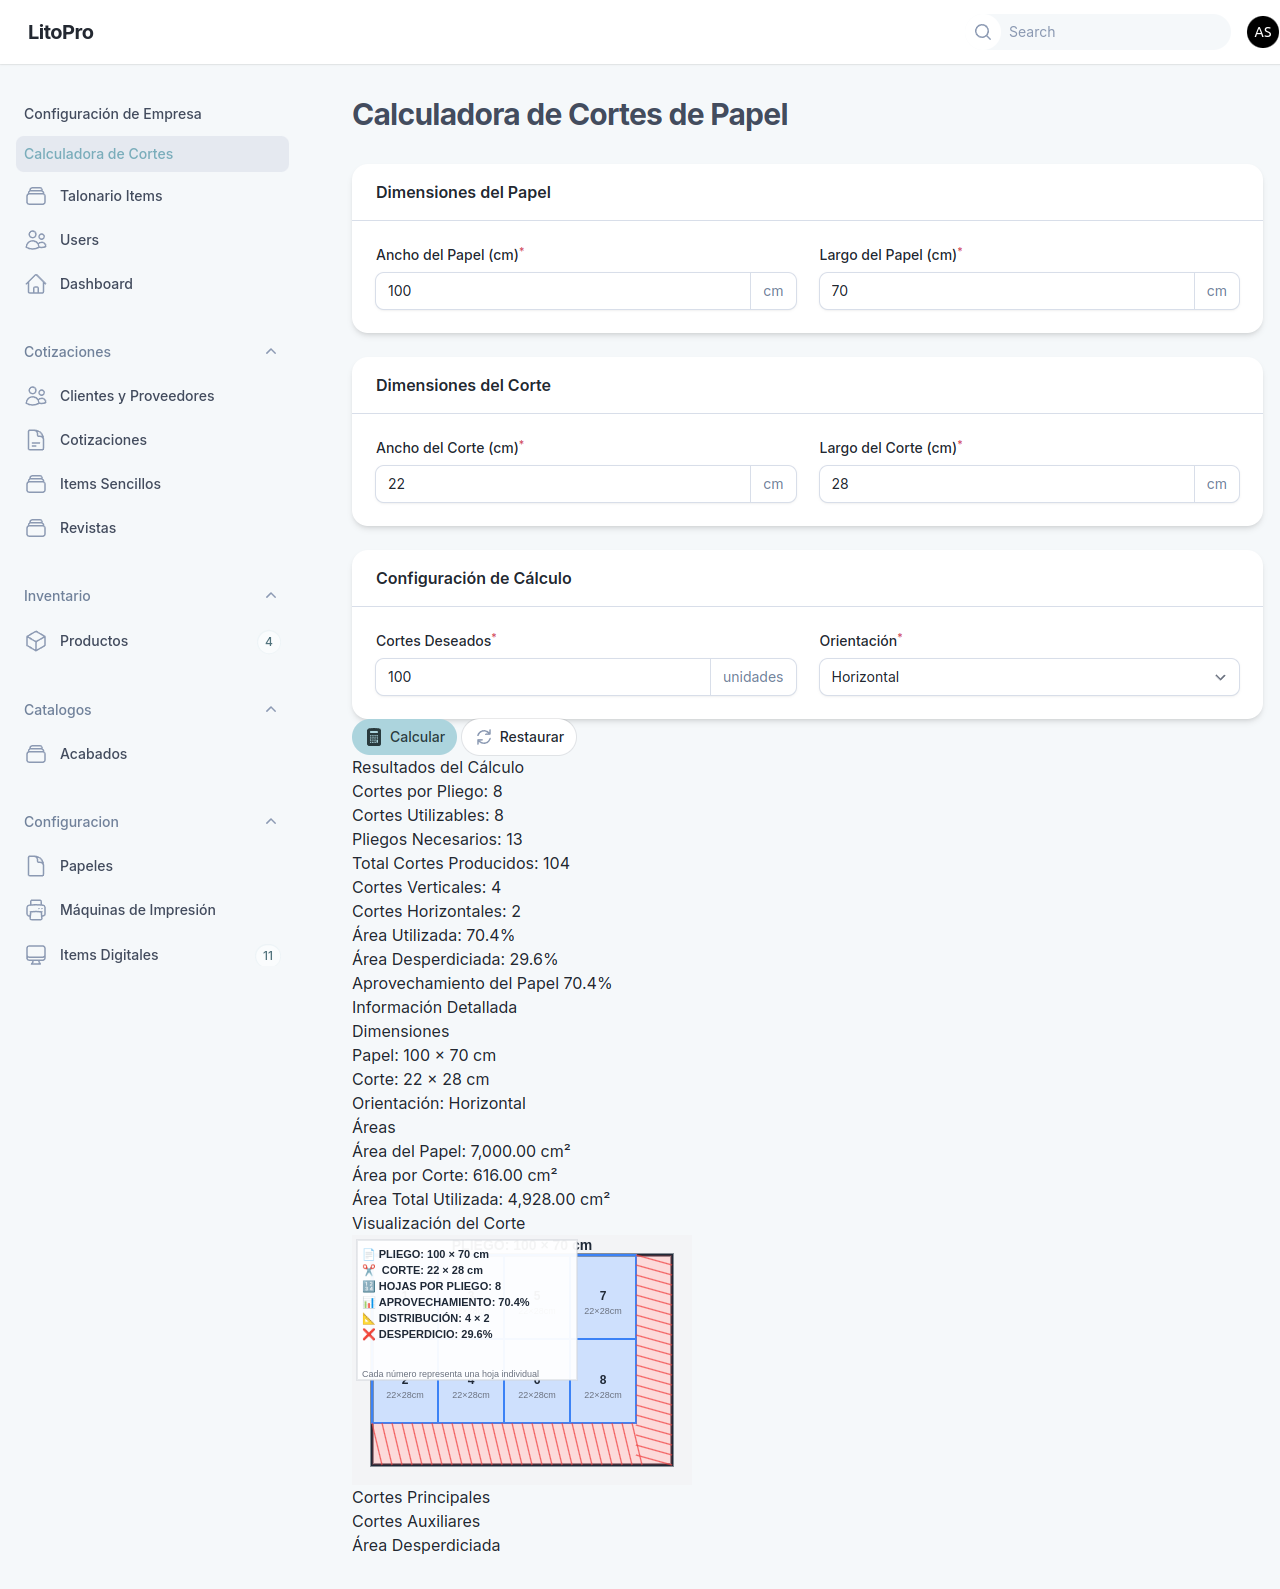 LitoPro
Search
AS
Configuración de Empresa
Calculadora de Cortes
Talonario Items
Users
Dashboard
Cotizaciones
Clientes y Proveedores
Cotizaciones
Items Sencillos
Revistas
Inventario
Productos 4
Catalogos
Acabados
Configuracion
Papeles
Máquinas de Impresión
Items Digitales 11
Calculadora de Cortes de Papel
Dimensiones del Papel
Ancho del Papel (cm)* Largo del Papel (cm)*
100 cm 70 cm
Dimensiones del Corte
Ancho del Corte (cm)* Largo del Corte (cm)*
22 cm 28 cm
Configuración de Cálculo
Cortes Deseados* Orientación*
100 unidades Horizontal
Calcular Restaurar
Resultados del Cálculo
Cortes por Pliego: 8
Cortes Utilizables: 8
Pliegos Necesarios: 13
Total Cortes Producidos: 104
Cortes Verticales: 4
Cortes Horizontales: 2
Área Utilizada: 70.4%
Área Desperdiciada: 29.6%
Aprovechamiento del Papel 70.4%
Información Detallada
Dimensiones
Papel: 100 × 70 cm
Corte: 22 × 28 cm
Orientación: Horizontal
Áreas
Área del Papel: 7,000.00 cm²
Área por Corte: 616.00 cm²
Área Total Utilizada: 4,928.00 cm²
Visualización del Corte
PLIEGO: 100 × 70 cm
PLIEGO: 100 × 70 cm
CORTE: 22 × 28 cm
HOJAS POR PLIEGO: 8
APROVECHAMIENTO: 70.4%
DISTRIBUCIÓN: 4 × 2
DESPERDICIO: 29.6%
Cada número representa una hoja individual
5 7
22×28cm
2 4 6 8
22×28cm 22×28cm 22×28cm 22×28cm
Cortes Principales
Cortes Auxiliares
Área Desperdiciada